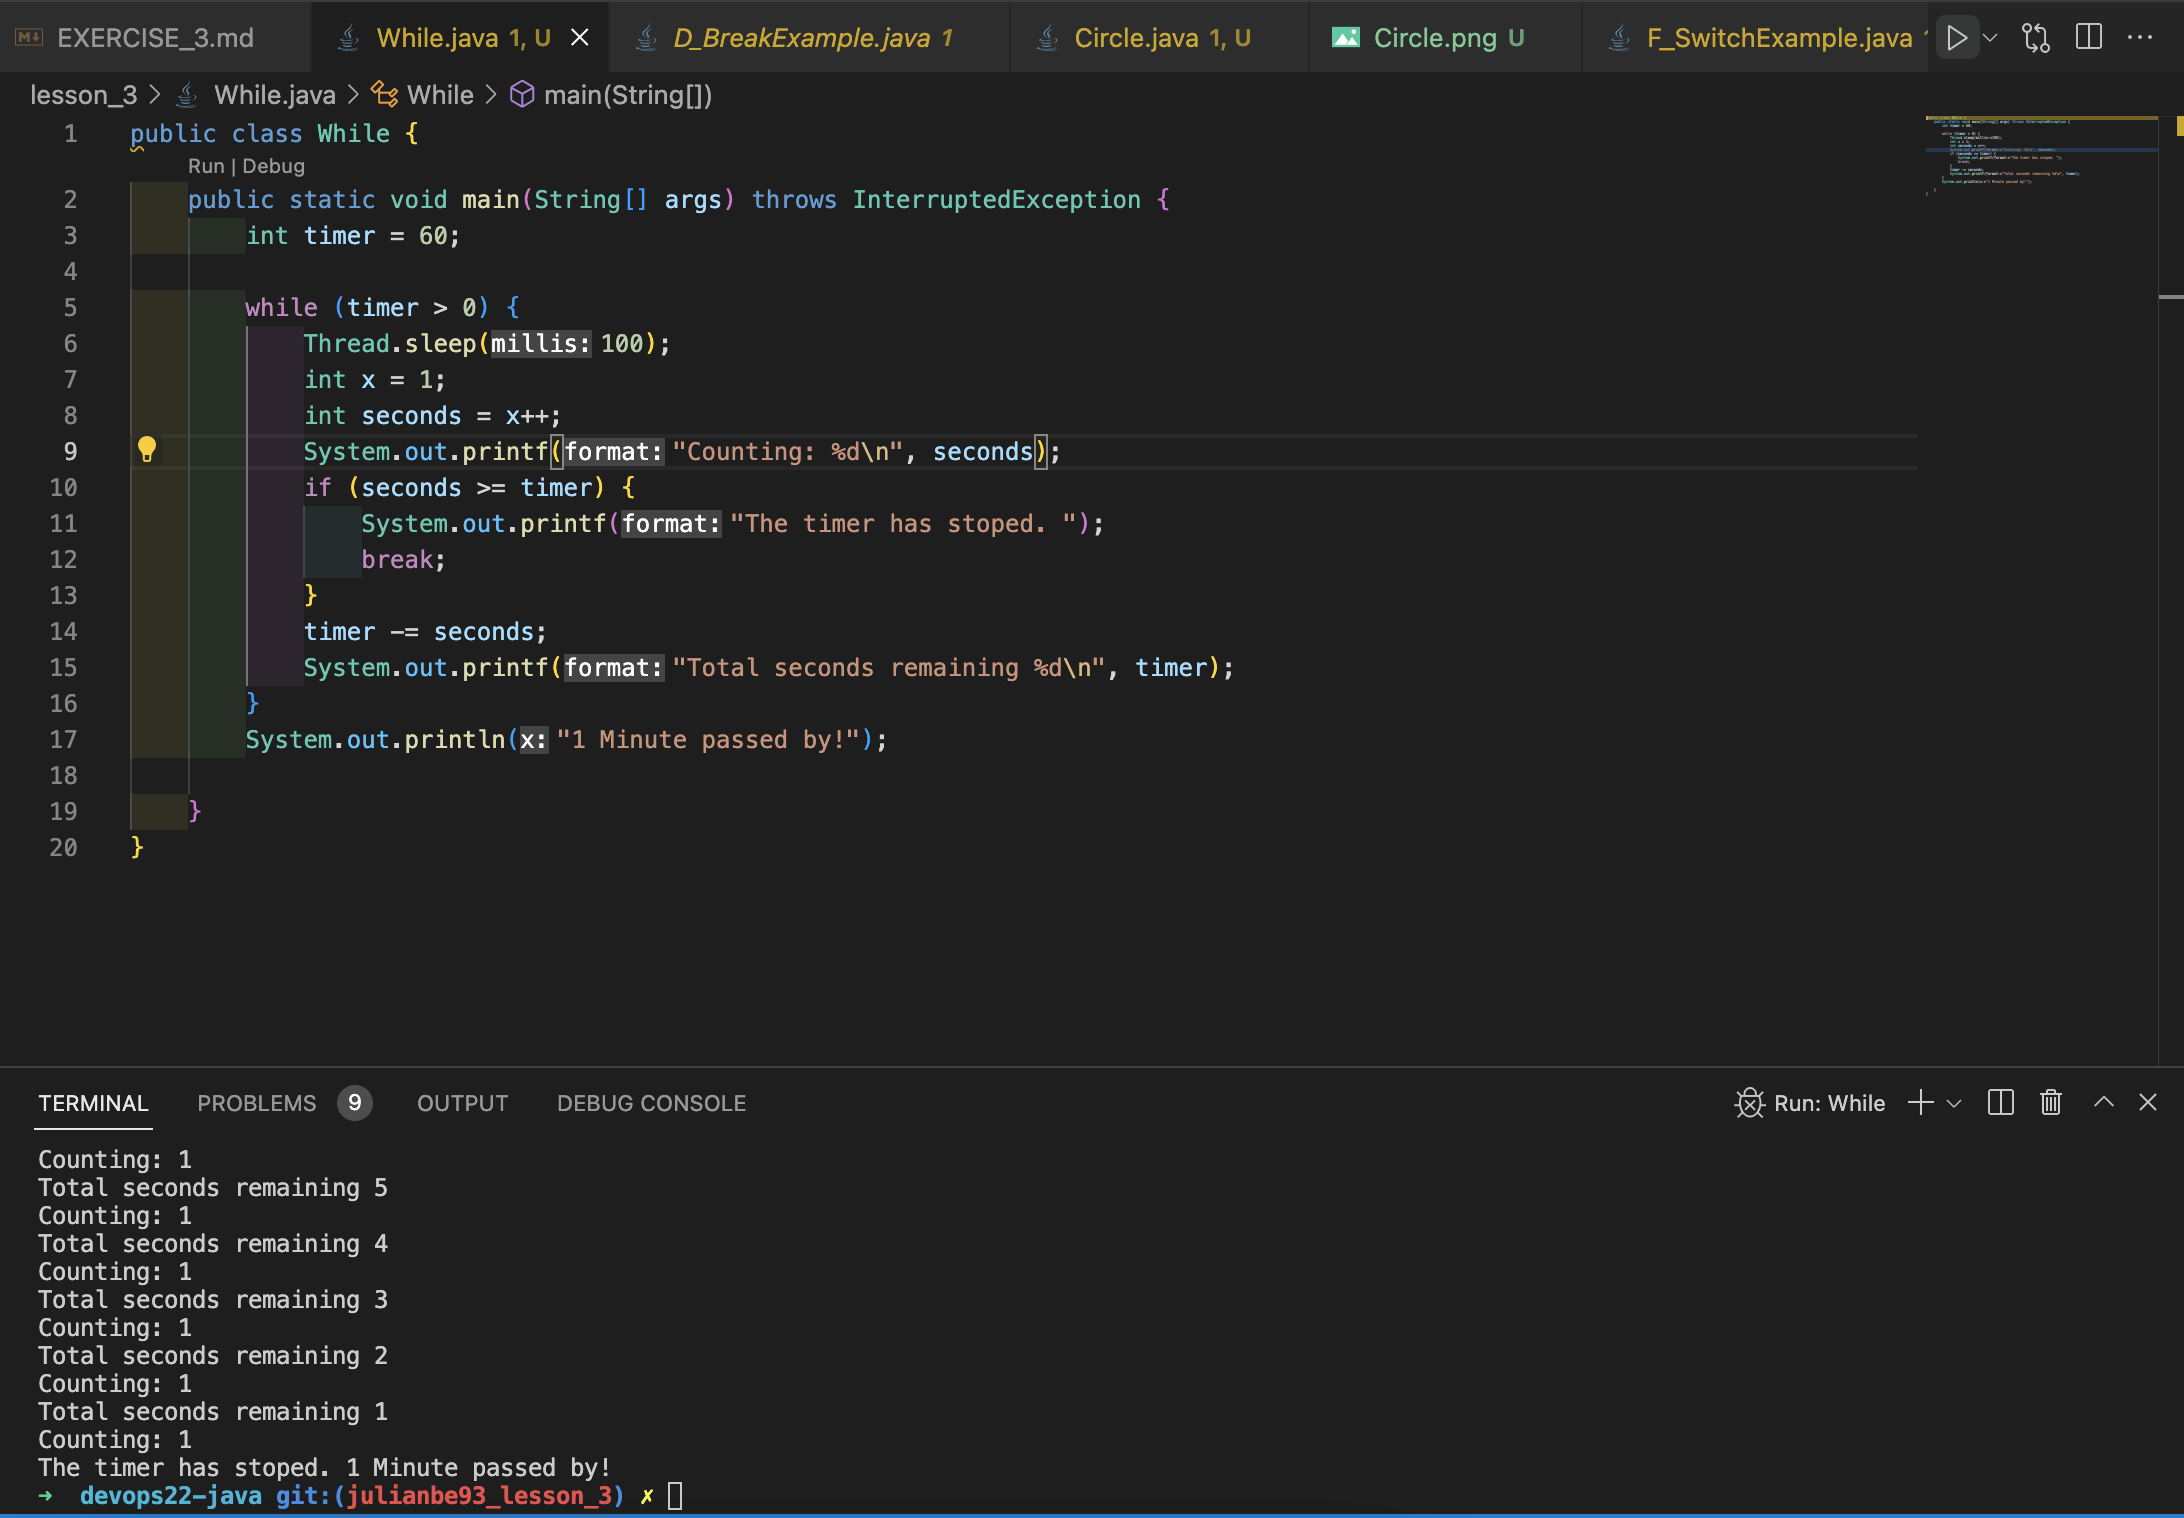 EXERCISE_3.md While.java 1, U D_BreakExample.java 1 Circle.java 1, U Circle.png U F_SwitchExample.java
lesson_3 > While.java > While > main(String[])
1 public class While {
Run | Debug
2 public static void main(String[] args) throws InterruptedException {
3 int timer = 60;
4
5 while (timer > 0) {
6 Thread.sleep(millis: 100);
7 int x = 1;
8 int seconds = x++;
9 System.out.printf(format: "Counting: %d\n", seconds);
10 if (seconds >= timer) {
11 System.out.printf(format: "The timer has stoped. ");
12 break;
13 }
14 timer -= seconds;
15 System.out.printf(format: "Total seconds remaining %d\n", timer);
16 }
17 System.out.println(x: "1 Minute passed by!");
18
19 }
20 }
TERMINAL PROBLEMS 9 OUTPUT DEBUG CONSOLE Run: While
Counting: 1
Total seconds remaining 5
Counting: 1
Total seconds remaining 4
Counting: 1
Total seconds remaining 3
Counting: 1
Total seconds remaining 2
Counting: 1
Total seconds remaining 1
Counting: 1
The timer has stoped. 1 Minute passed by!
→ devops22-java git:(julianbe93_lesson_3) ✗